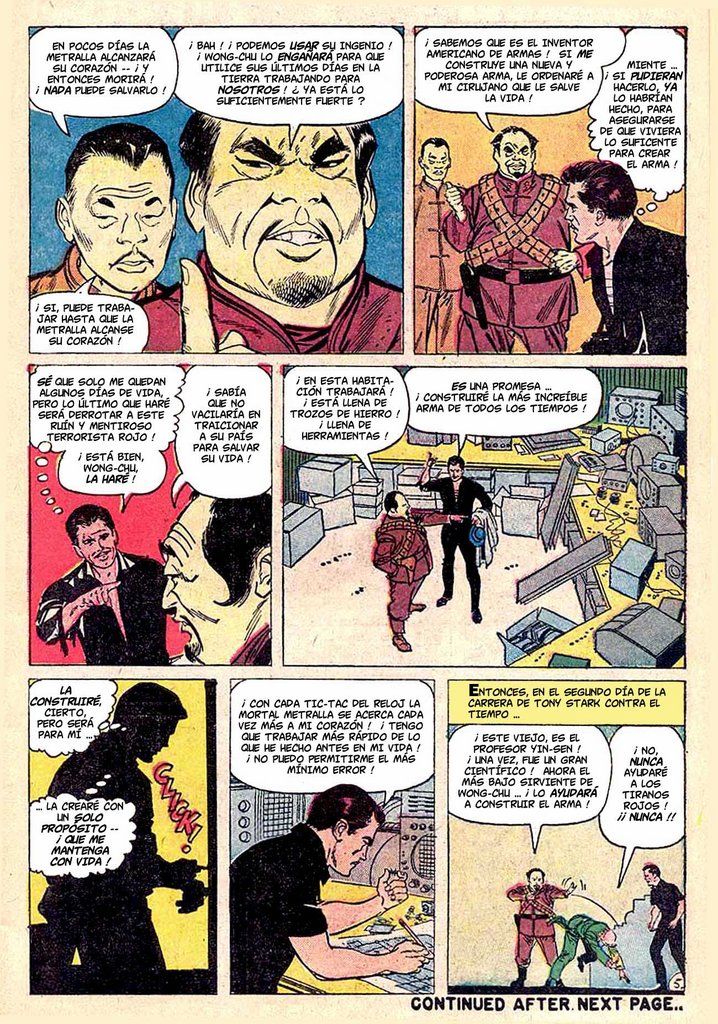 EN POCOS DÍAS LA
METRALLA ALCANZARÁ
SU CORAZÓN -- ¡ Y
ENTONCES MORIRÁ !
¡ NADA PUEDE SALVARLO !
¡ BAH ! ¡ PODEMOS USAR SU INGENIO !
¡ WONG-CHU LO ENGAÑARÁ PARA QUE
UTILICE SUS ÚLTIMOS DÍAS EN LA
TIERRA TRABAJANDO PARA
NOSOTROS ! ¿ YA ESTÁ LO
SUFICIENTEMENTE FUERTE ?
¡ SI, PUEDE TRABA-
JAR HASTA QUE LA
METRALLA ALCANSE
SU CORAZÓN !
¡ SABEMOS QUE ES EL INVENTOR
AMERICANO DE ARMAS ! SI ME
CONSTRUYE UNA NUEVA Y
PODEROSA ARMA, LE ORDENARÉ A
MI CIRUJANO QUE LE SALVE
LA VIDA !
MIENTE ...
¡ SI PUDIERAN
HACERLO, YA
LO HABRÍAN
HECHO, PARA
ASEGURARSE
DE QUE VIVIERA
LO SUFICENTE
PARA CREAR
EL ARMA !
SÉ QUE SOLO ME QUEDAN
ALGUNOS DÍAS DE VIDA,
PERO LO ÚLTIMO QUE HARÉ
SERÁ DERROTAR A ESTE
RUÍN Y MENTIROSO
TERRORISTA ROJO !
¡ ESTÁ BIEN,
WONG-CHU,
LA HARÉ !
¡ SABÍA
QUE NO
VACILARÍA EN
TRAICIONAR
A SU PAÍS
PARA SALVAR
SU VIDA !
¡ EN ESTA HABITA-
CIÓN TRABAJARÁ !
¡ ESTÁ LLENA DE
TROZOS DE HIERRO !
¡ LLENA DE
HERRAMIENTAS !
ES UNA PROMESA ...
¡ CONSTRUIRÉ LA MÁS INCREÍBLE
ARMA DE TODOS LOS TIEMPOS !
LA
CONSTRUIRÉ,
CIERTO,
PERO SERÁ
PARA MÍ ...
CLICK!
... LA CREARÉ CON
UN SOLO
PROPÓSITO --
¡ QUE ME
MANTENGA
CON VIDA !
¡ CON CADA TIC-TAC DEL RELOJ LA
MORTAL METRALLA SE ACERCA CADA
VEZ MÁS A MI CORAZÓN ! ¡ TENGO
QUE TRABAJAR MÁS RÁPIDO DE LO
QUE HE HECHO ANTES EN MI VIDA !
¡ NO PUEDO PERMITIRME EL MÁS
MÍNIMO ERROR !
ENTONCES, EN EL SEGUNDO DÍA DE LA
CARRERA DE TONY STARK CONTRA EL
TIEMPO ...
¡ ESTE VIEJO, ES EL
PROFESOR YIN-SEN !
¡ UNA VEZ, FUE UN GRAN
CIENTÍFICO ! AHORA EL
MÁS BAJO SIRVIENTE DE
WONG-CHU ... ¡ LO AYUDARÁ
A CONSTRUIR EL ARMA !
¡ NO,
NUNCA
AYUDARÉ
A LOS
TIRANOS
ROJOS !
¡¡ NUNCA !!
5
CONTINUED AFTER NEXT PAGE..